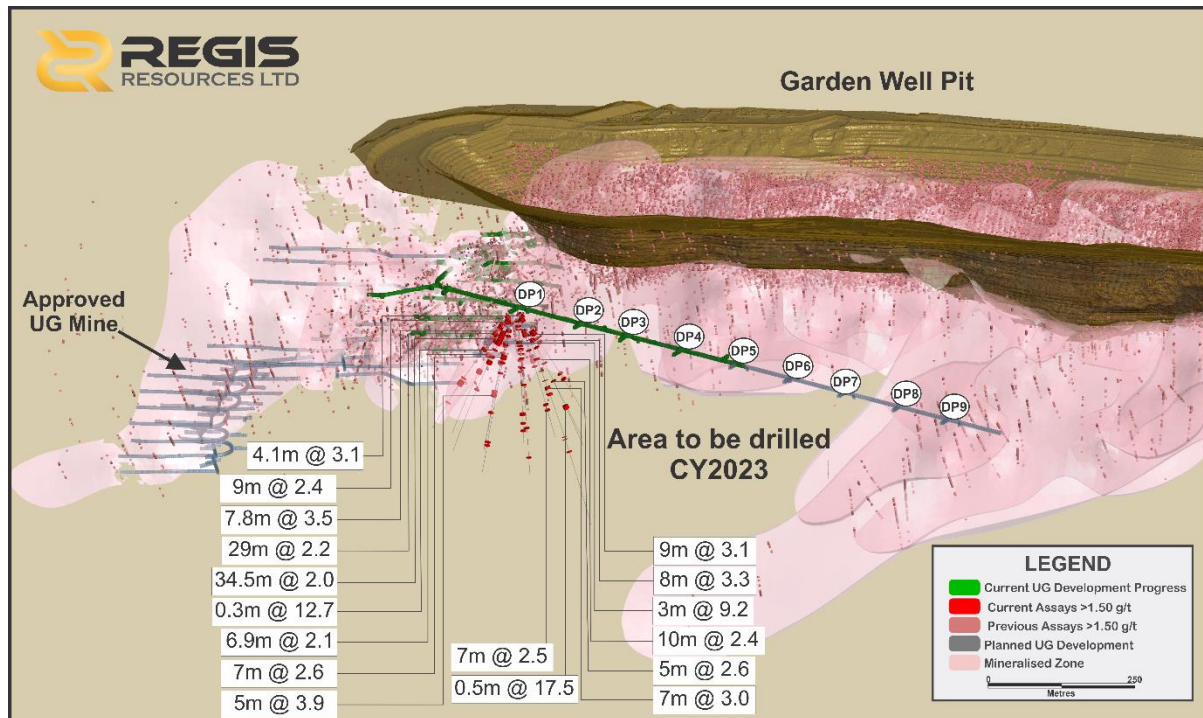 REGIS
RESOURCES LTD
Garden Well Pit
Approved
UG Mine
DP1
DP2
DP3
DP4
DP5
DP6
DP7
DP8
DP9
Area to be drilled
CY2023
4.1m @ 3.1
9m @ 2.4
7.8m @ 3.5
29m @ 2.2
34.5m @ 2.0
0.3m @ 12.7
6.9m @ 2.1
7m @ 2.6
5m @ 3.9
7m @ 2.5
0.5m @ 17.5
9m @ 3.1
8m @ 3.3
3m @ 9.2
10m @ 2.4
5m @ 2.6
7m @ 3.0
LEGEND
Current UG Development Progress
Current Assays >1.50 g/t
Previous Assays >1.50 g/t
Planned UG Development
Mineralised Zone
0 250
Metres